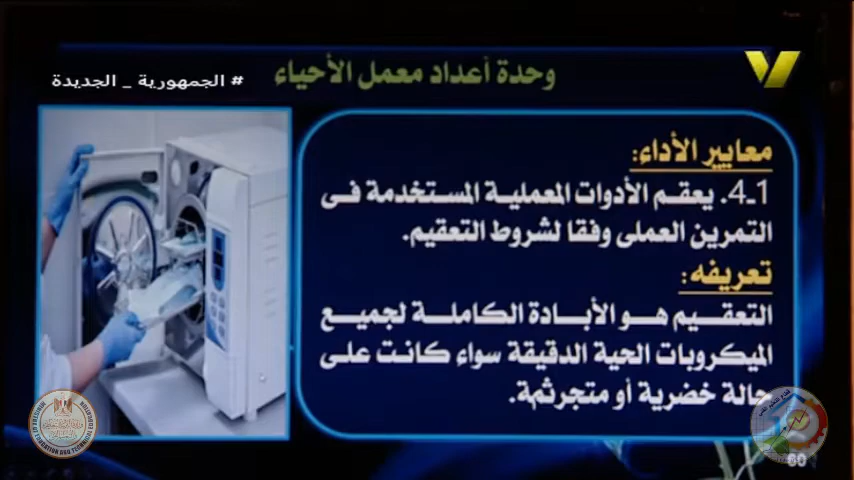 وحدة أعداد معمل الأحياء
# الجمهورية _ الجديدة
معايير الأداء:
1-4. يعقم الأدوات المعملية المستخدمة فى
التمرين العملى وفقا لشروط التعقيم.
تعريفه:
التعقيم هو الأبادة الكاملة لجميع
الميكروبات الحية الدقيقة سواء كانت على
حالة خضرية أو متجرثمة.